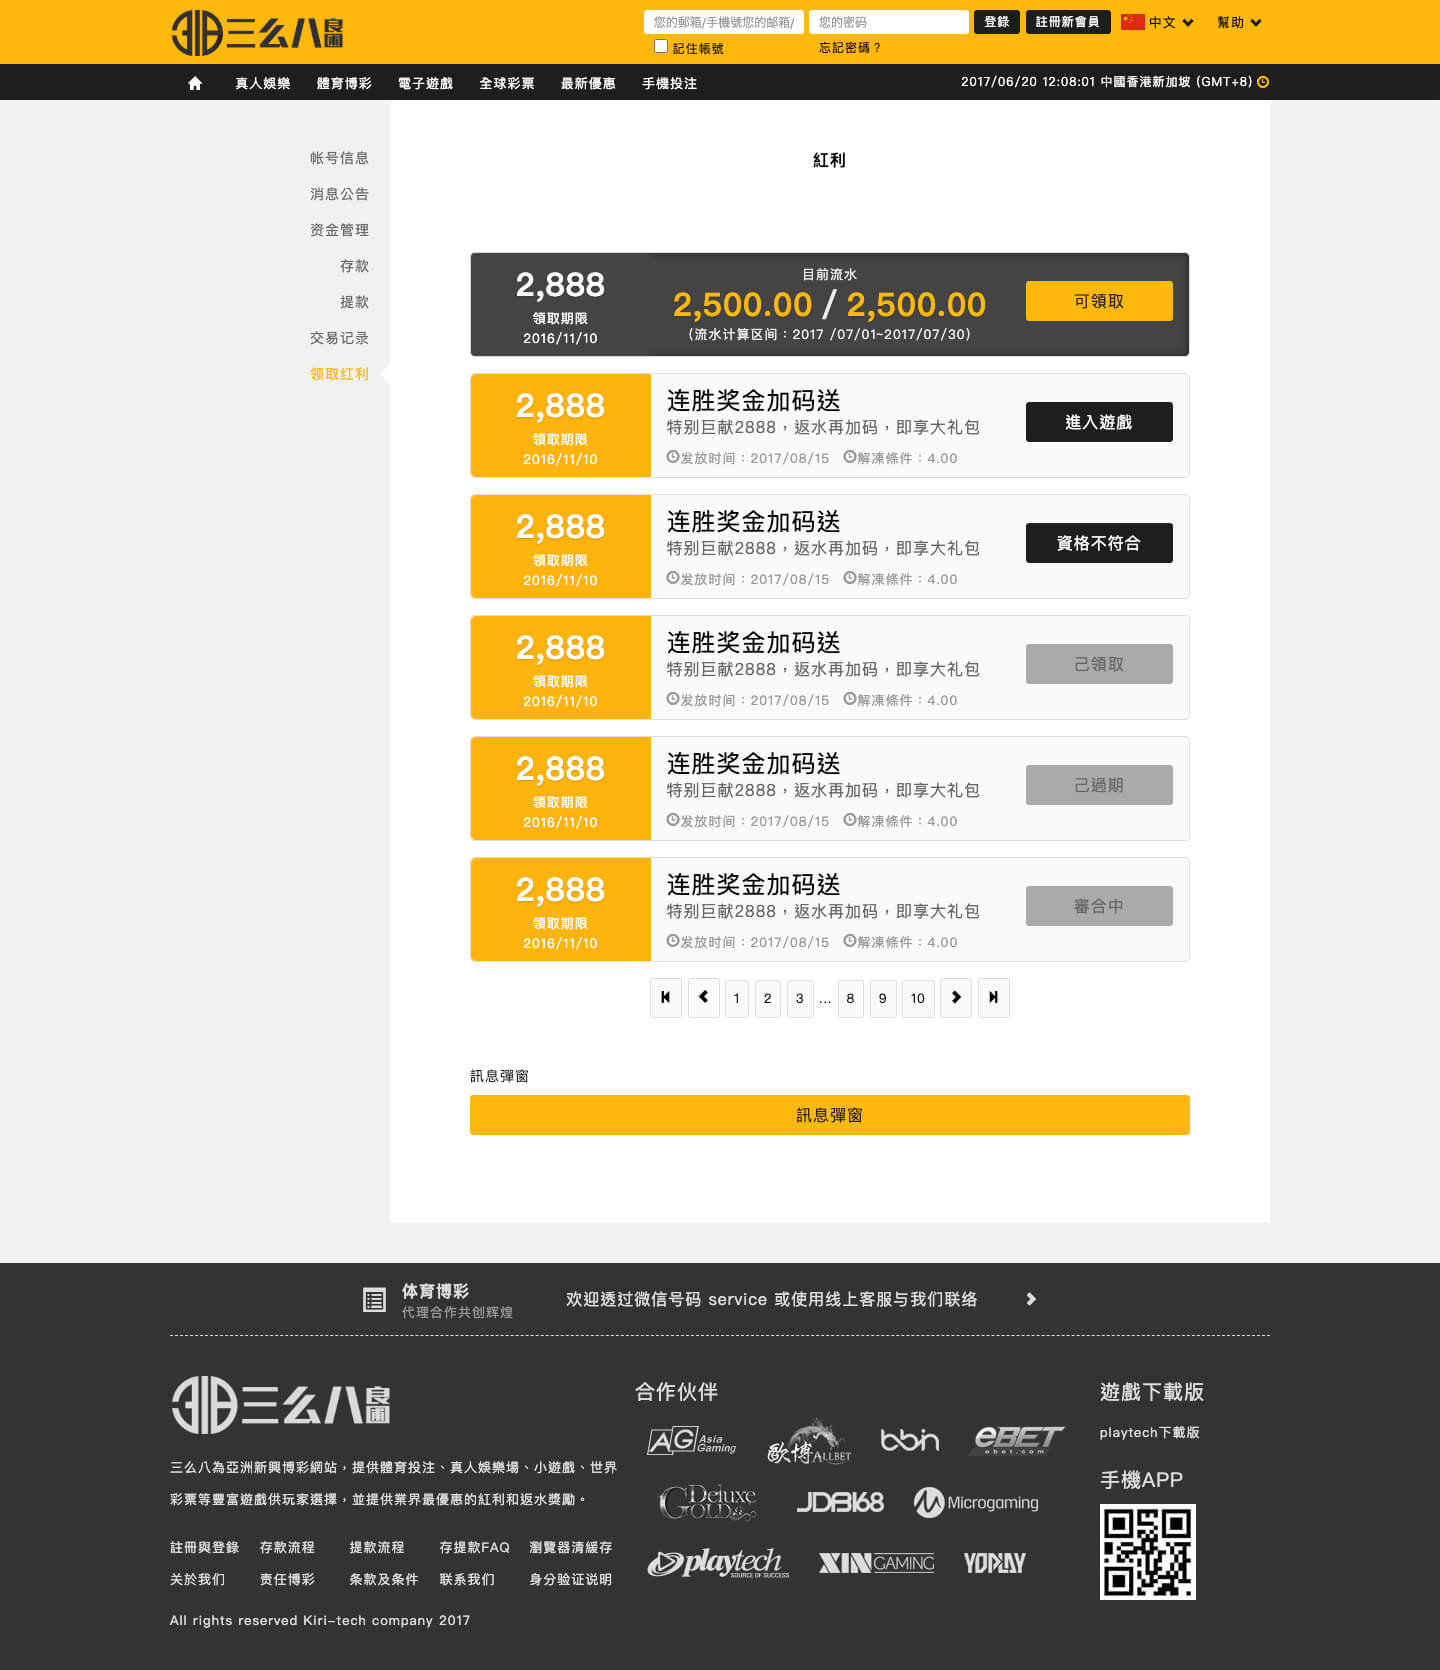 三么八 良運
您的郵箱/手機號您的邮箱/
您的密码
登錄
註冊新會員
中文
幫助
記住帳號
忘記密碼？
真人娛樂
體育博彩
電子遊戲
全球彩票
最新優惠
手機投注
2017/06/20 12:08:01 中國香港新加坡 (GMT+8)
帐号信息
消息公告
资金管理
存款
提款
交易记录
领取红利
紅利
2,888
領取期限
2016/11/10
目前流水
2,500.00 / 2,500.00
(流水计算区间：2017 /07/01~2017/07/30)
可領取
2,888
領取期限
2016/11/10
连胜奖金加码送
特别巨献2888，返水再加码，即享大礼包
发放时间：2017/08/15 解凍條件：4.00
進入遊戲
2,888
領取期限
2016/11/10
连胜奖金加码送
特别巨献2888，返水再加码，即享大礼包
发放时间：2017/08/15 解凍條件：4.00
資格不符合
2,888
領取期限
2016/11/10
连胜奖金加码送
特别巨献2888，返水再加码，即享大礼包
发放时间：2017/08/15 解凍條件：4.00
己領取
2,888
領取期限
2016/11/10
连胜奖金加码送
特别巨献2888，返水再加码，即享大礼包
发放时间：2017/08/15 解凍條件：4.00
己過期
2,888
領取期限
2016/11/10
连胜奖金加码送
特别巨献2888，返水再加码，即享大礼包
发放时间：2017/08/15 解凍條件：4.00
審合中
1 2 3 ... 8 9 10
訊息彈窗
訊息彈窗
体育博彩
代理合作共创辉煌
欢迎透过微信号码 service 或使用线上客服与我们联络
三么八
三么八為亞洲新興博彩網站，提供體育投注、真人娛樂場、小遊戲、世界
彩票等豐富遊戲供玩家選擇，並提供業界最優惠的紅利和返水獎勵。
註冊與登錄 存款流程 提款流程 存提款FAQ 瀏覽器清緩存
关於我们 责任博彩 条款及条件 联系我们 身分验证说明
All rights reserved Kiri-tech company 2017
合作伙伴
AG Asia Gaming
歐博 ALLBET
bbin
eBET
ebet.com
Deluxe GOLD
JDB168
Microgaming
playtech
SOURCE OF SUCCESS
XIN GAMING
YOPLAY
遊戲下載版
playtech下載版
手機APP